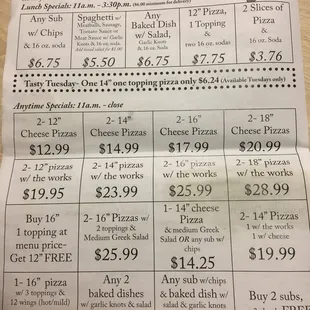 Lunch Specials: 11a.m. - 3:30p.m. ($6.00 minimum for delivery)
Any Sub
w/Chips
& 16 oz. soda
$6.75
Spaghetti w/
Meatballs, Sausage,
Tomato Sauce or
Meat Sauce w/ Garlic
Knots & 16 oz. soda
$5.50
Any
Baked Dish
w/ Salad,
Garlic Knots
& 16 oz. soda
$6.75
12" Pizza,
1 Topping
&
two 16 oz. sodas
$7.75
2 Slices of
Pizza
&
16 oz. Soda
$3.76
Tasty Tuesday- One 14" one topping pizza only $6.24 (Available Tuesdays only)
Anytime Specials: 11a.m. - close
2- 12"
Cheese Pizzas
$12.99
2- 14"
Cheese Pizzas
$14.99
2- 16"
Cheese Pizzas
$17.99
2- 18"
Cheese Pizzas
$20.99
2- 12" pizzas
w/ the works
$19.95
2- 14" pizzas
w/ the works
$23.99
2- 16" pizzas
w/ the works
$25.99
2- 18" pizzas
w/ the works
$28.99
Buy 16"
1 topping at
menu price-
Get 12" FREE
2- 16" Pizzas w/
2 toppings &
Medium Greek Salad
$25.99
1- 14" cheese
Pizza
& medium Greek
Salad OR any sub w/
chips
$14.25
2- 14" Pizzas
1 w/the works
1 w/ cheese
$19.99
1- 16" pizza
w/ 3 toppings &
12 wings (hot/mild)
Any 2
baked dishes
w/ garlic knots & salad
Any sub w/chips
& baked dish w/
garlic knots & salad
Buy 2 subs,
FREE